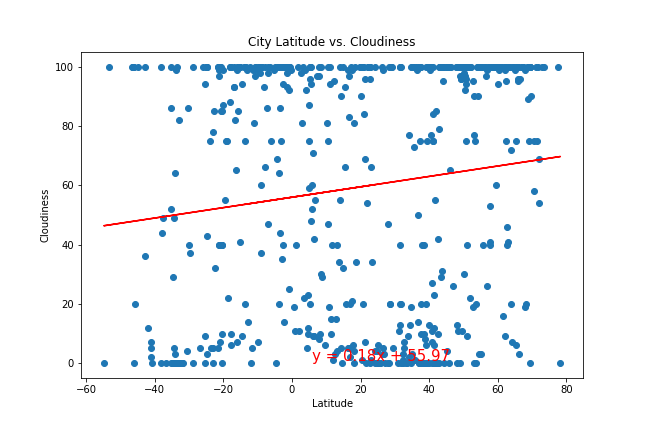 City Latitude vs. Cloudiness
100
80
60
40
20
0
Cloudiness
y = 0.18x + 55.97
−60 −40 −20 0 20 40 60 80
Latitude